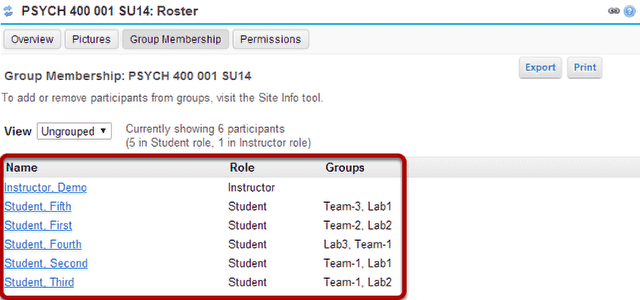 PSYCH 400 001 SU14: Roster
Overview Pictures Group Membership Permissions
Export Print
Group Membership: PSYCH 400 001 SU14
To add or remove participants from groups, visit the Site Info tool.
View Ungrouped Currently showing 6 participants
(5 in Student role, 1 in Instructor role)
Name Role Groups
Instructor, Demo Instructor
Student, Fifth Student Team-3, Lab1
Student, First Student Team-2, Lab2
Student, Fourth Student Lab3, Team-1
Student, Second Student Team-1, Lab1
Student, Third Student Team-1, Lab2